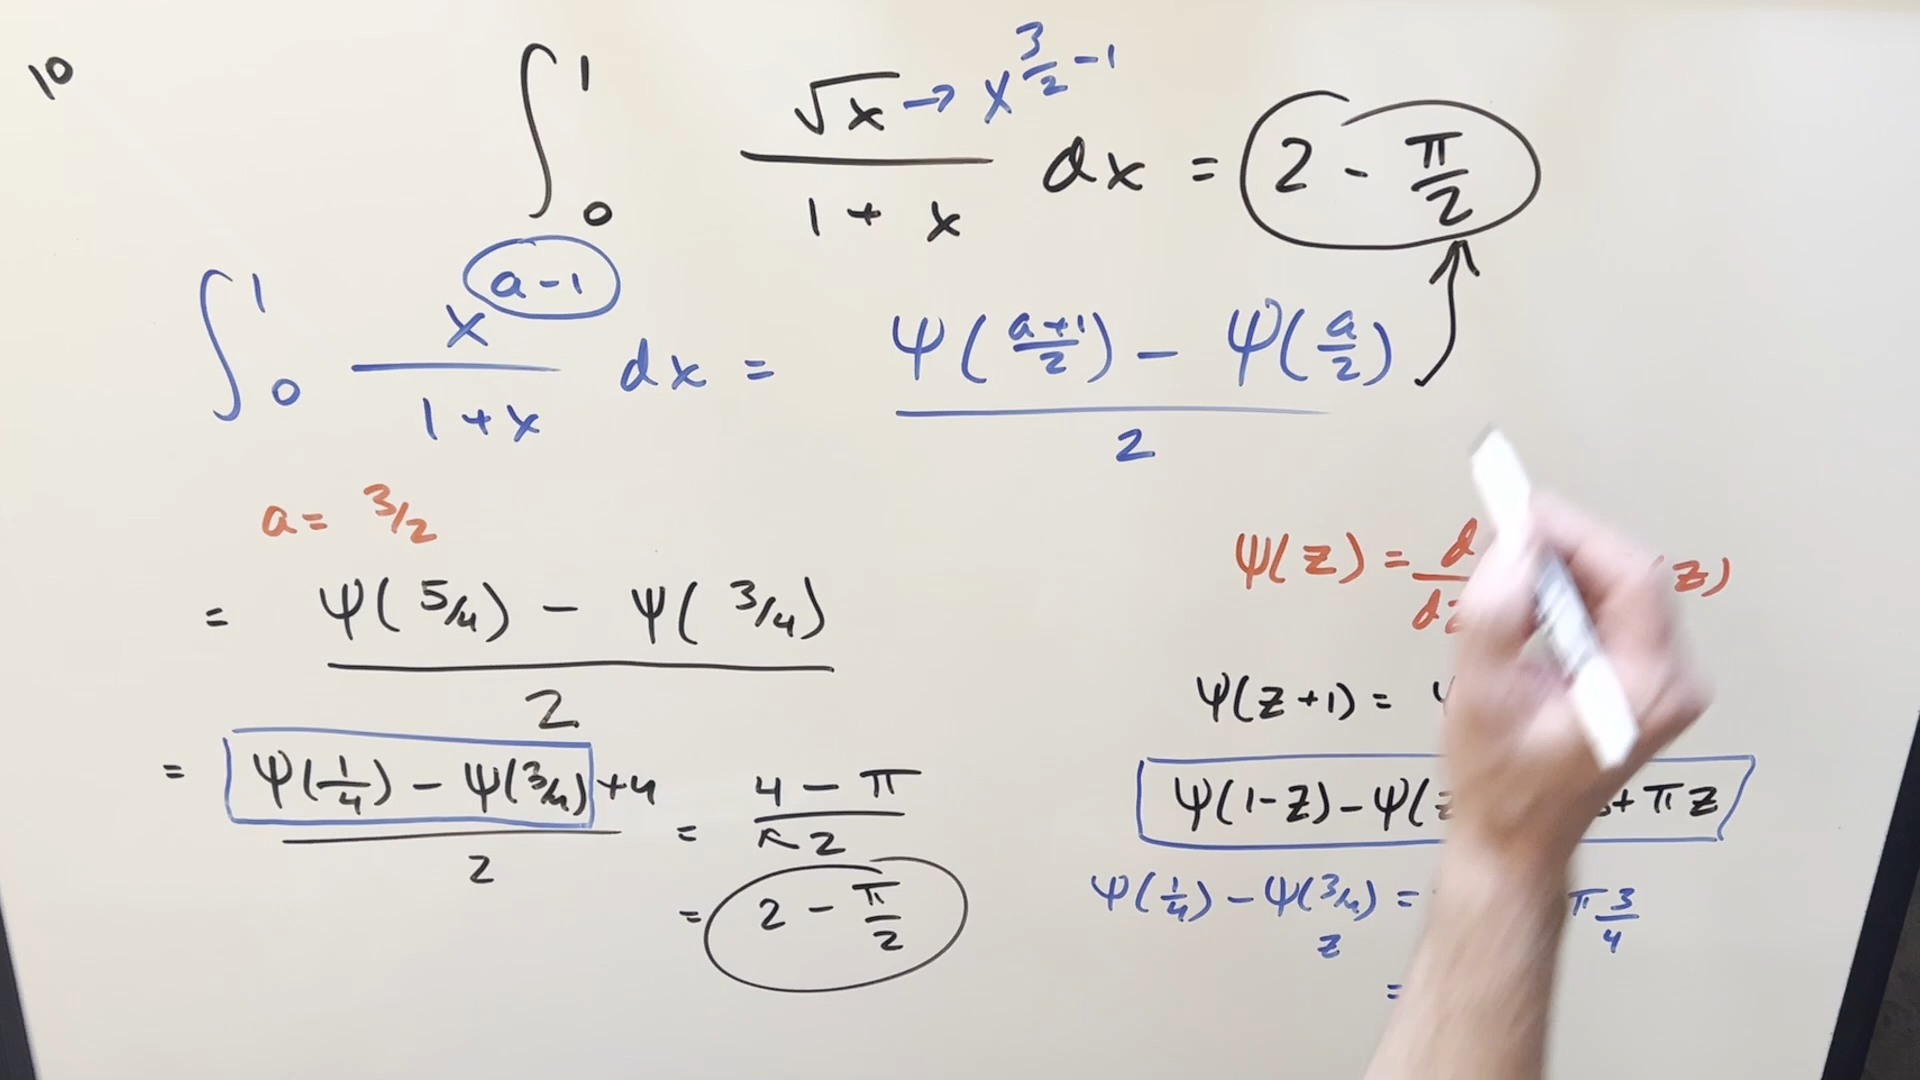 10
∫₀¹ √x → x^(3/2 - 1) / 1 + x dx = 2 - π/2
∫₀¹ x^(a-1) / 1 + x dx = ψ(a+1/2) - ψ(a/2) / 2
a = 3/2
= ψ(5/4) - ψ(3/4) / 2
= ψ(1/4) - ψ(3/4) + 4 / 2 = 4 - π / 2
= 2 - π/2
ψ(z) = d/dz (z)
ψ(z+1) =
ψ(1-z) - ψ( + πz
ψ(1/4) - ψ(3/4) = π 3/4
z
=